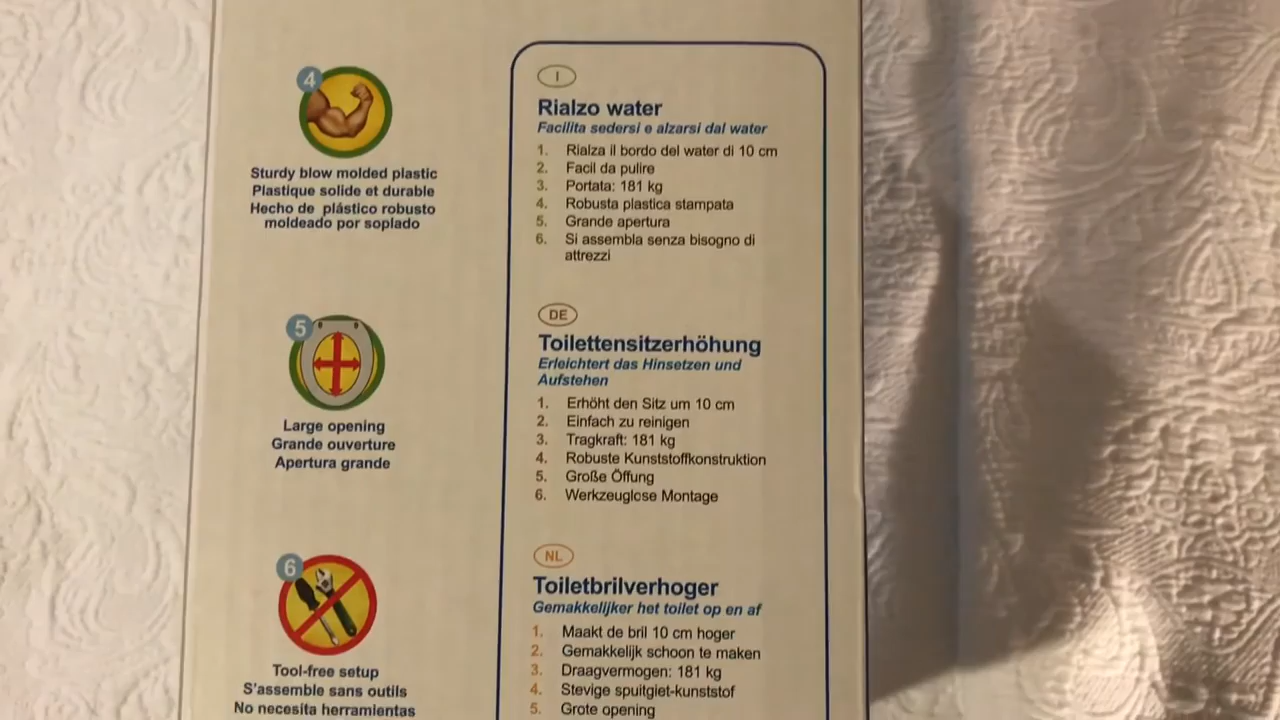 4
Sturdy blow molded plastic
Plastique solide et durable
Hecho de plástico robusto
moldeado por soplado
5
Large opening
Grande ouverture
Apertura grande
6
Tool-free setup
S'assemble sans outils
No necesita herramientas
I
Rialzo water
Facilita sedersi e alzarsi dal water
1. Rialza il bordo del water di 10 cm
2. Facil da pulire
3. Portata: 181 kg
4. Robusta plastica stampata
5. Grande apertura
6. Si assembla senza bisogno di
attrezzi
DE
Toilettensitzerhöhung
Erleichtert das Hinsetzen und
Aufstehen
1. Erhöht den Sitz um 10 cm
2. Einfach zu reinigen
3. Tragkraft: 181 kg
4. Robuste Kunststoffkonstruktion
5. Große Öffung
6. Werkzeuglose Montage
NL
Toiletbrilverhoger
Gemakkelijker het toilet op en af
1. Maakt de bril 10 cm hoger
2. Gemakkelijk schoon te maken
3. Draagvermogen: 181 kg
4. Stevige spuitgiet-kunststof
5. Grote opening